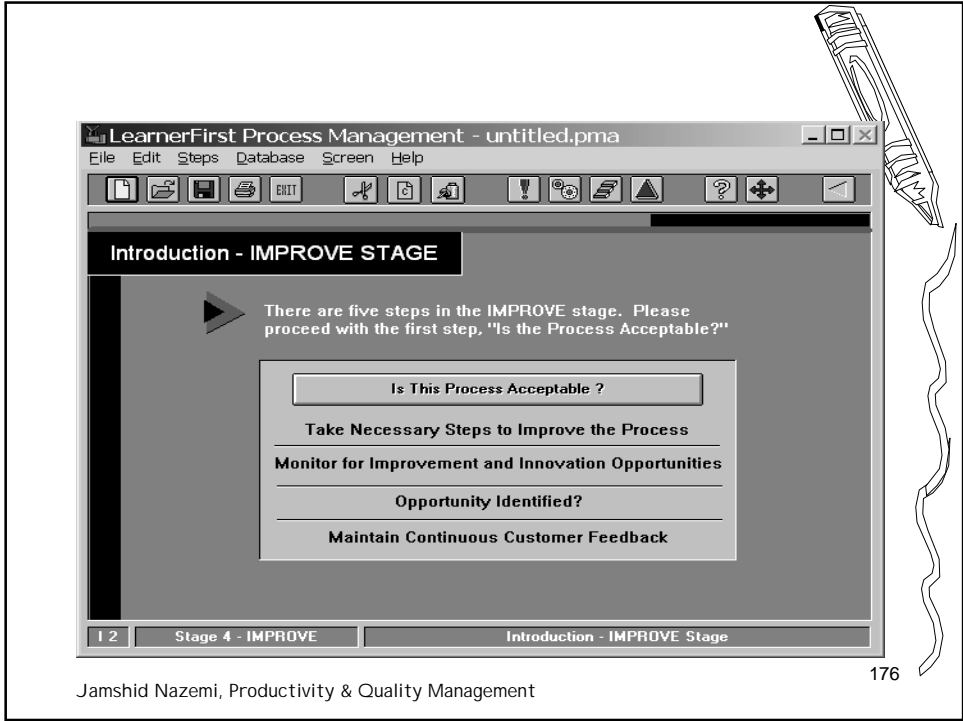 LearnerFirst Process Management - untitled.pma
File Edit Steps Database Screen Help
EXIT
Introduction - IMPROVE STAGE
There are five steps in the IMPROVE stage. Please
proceed with the first step, "Is the Process Acceptable?"
Is This Process Acceptable ?
Take Necessary Steps to Improve the Process
Monitor for Improvement and Innovation Opportunities
Opportunity Identified?
Maintain Continuous Customer Feedback
I 2 Stage 4 - IMPROVE Introduction - IMPROVE Stage
176
Jamshid Nazemi, Productivity & Quality Management